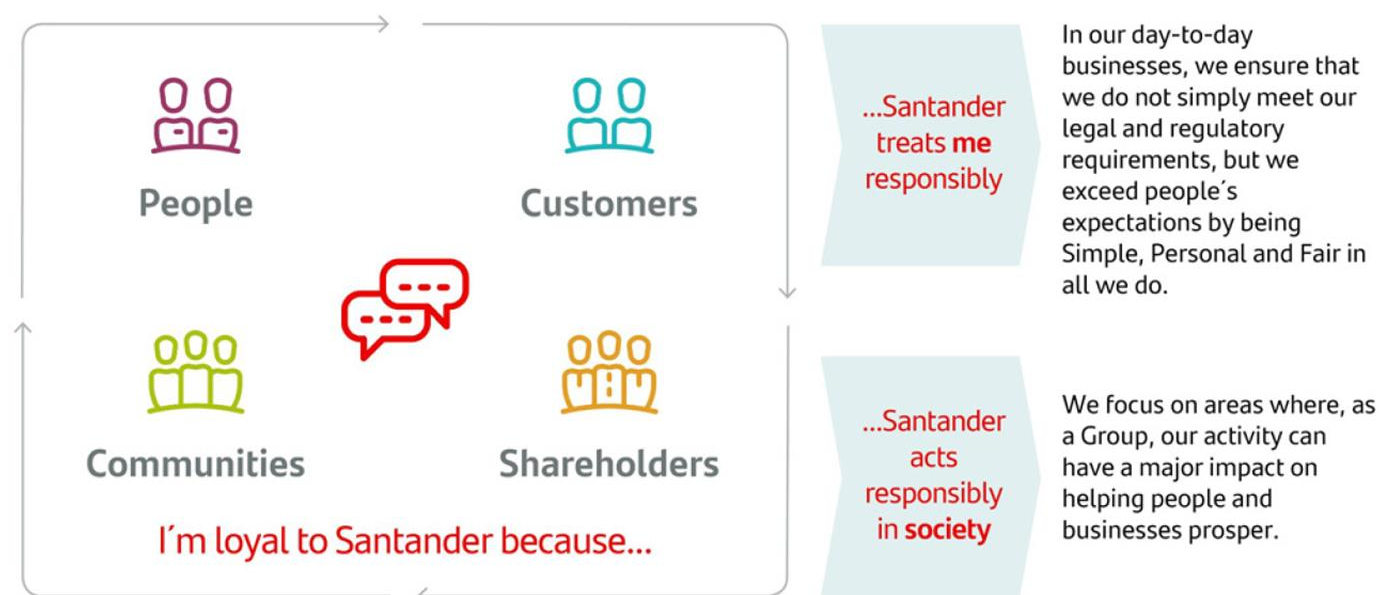 People
Customers
Communities
Shareholders
I´m loyal to Santander because...
...Santander
treats me
responsibly
In our day-to-day
businesses, we ensure that
we do not simply meet our
legal and regulatory
requirements, but we
exceed people´s
expectations by being
Simple, Personal and Fair in
all we do.
...Santander
acts
responsibly
in society
We focus on areas where, as
a Group, our activity can
have a major impact on
helping people and
businesses prosper.